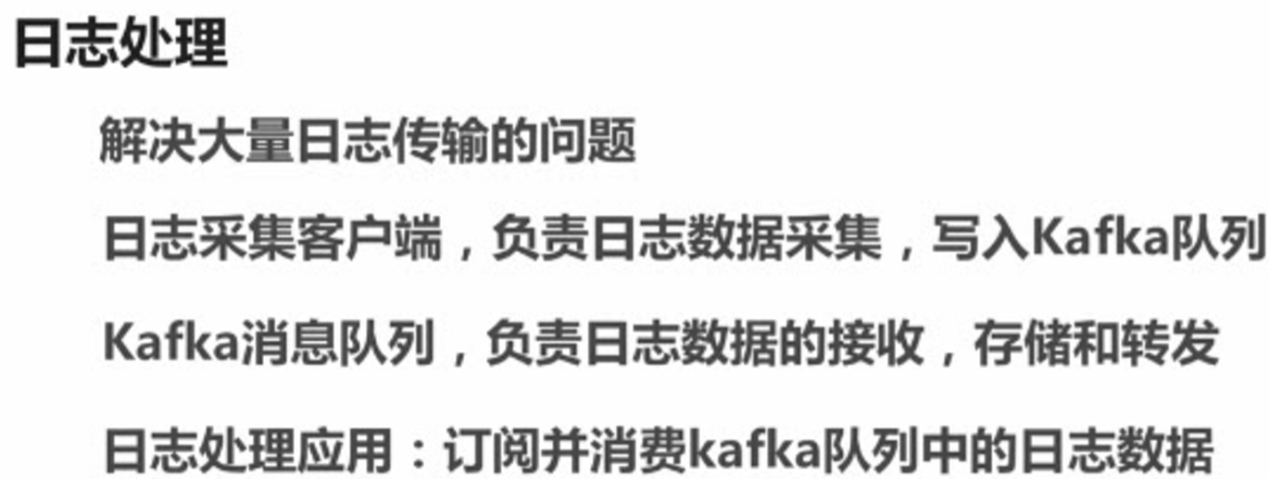 日志处理
解决大量日志传输的问题
日志采集客户端，负责日志数据采集，写入Kafka队列
Kafka消息队列，负责日志数据的接收，存储和转发
日志处理应用：订阅并消费kafka队列中的日志数据